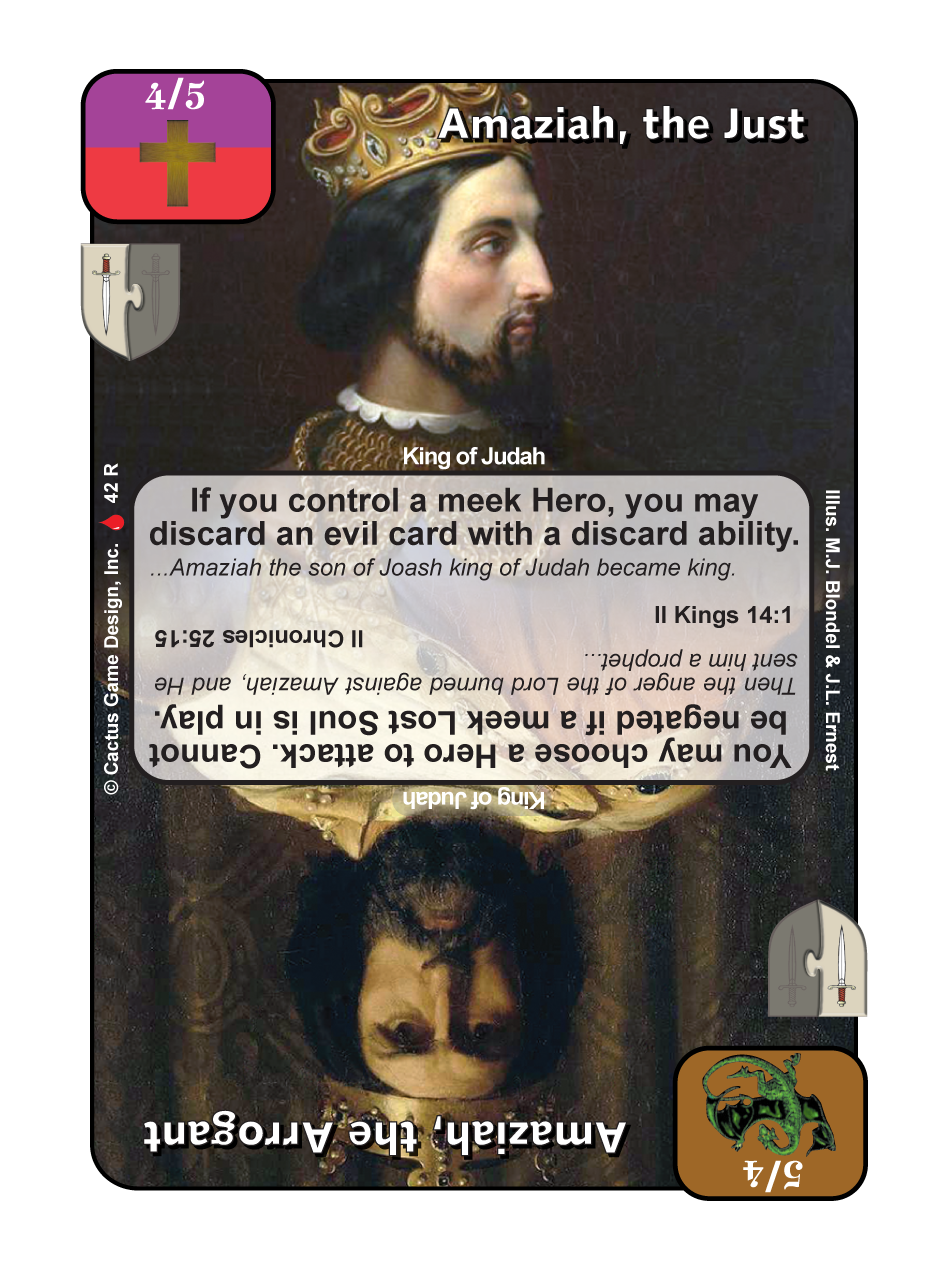 4/5
Amaziah, the Just
King of Judah
If you control a meek Hero, you may
discard an evil card with a discard ability.
...Amaziah the son of Joash king of Judah became king.
II Kings 14:1
© Cactus Game Design, Inc. 42 R
Illus. M.J. Blondel & J.L. Ernest
5/4
Amaziah, the Arrogant
King of Judah
You may choose a Hero to attack. Cannot
be negated if a meek Lost Soul is in play.
Then the anger of the Lord burned against Amaziah, and He
sent him a prophet...
II Chronicles 25:15